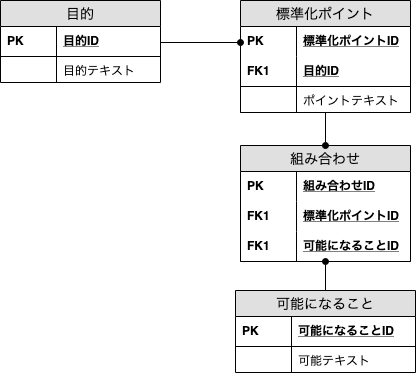 目的
PK 目的ID
目的テキスト
標準化ポイント
PK 標準化ポイントID
FK1 目的ID
ポイントテキスト
組み合わせ
PK 組み合わせID
FK1 標準化ポイントID
FK1 可能になることID
可能になること
PK 可能になることID
可能テキスト